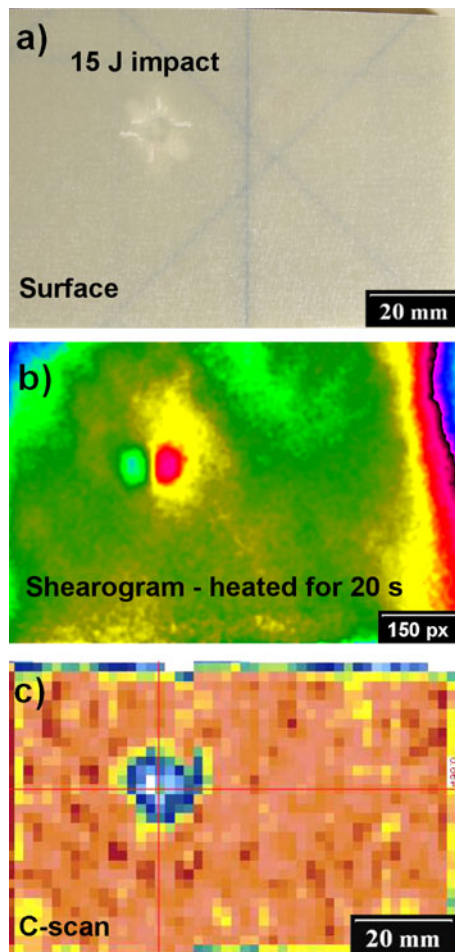 a)
15 J impact
Surface
20 mm
b)
Shearogram - heated for 20 s
150 px
c)
C-scan
20 mm